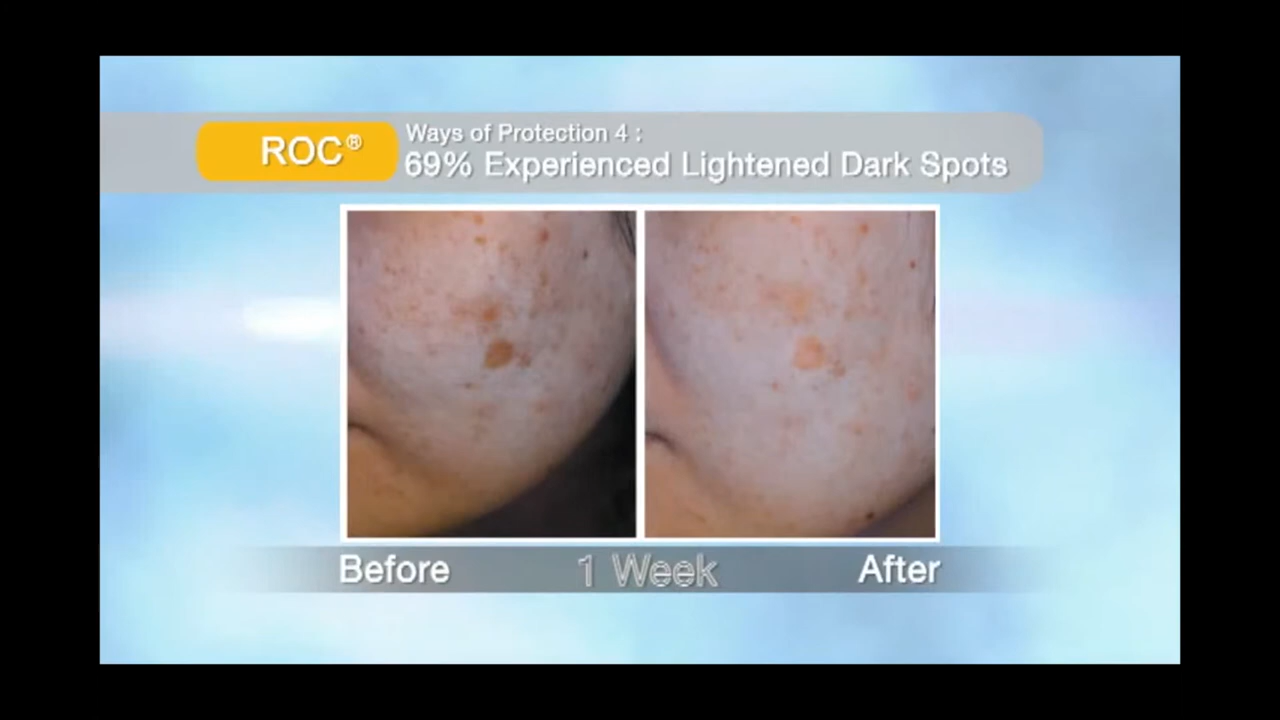 ROC®
Ways of Protection 4 :
69% Experienced Lightened Dark Spots
Before
1 Week
After